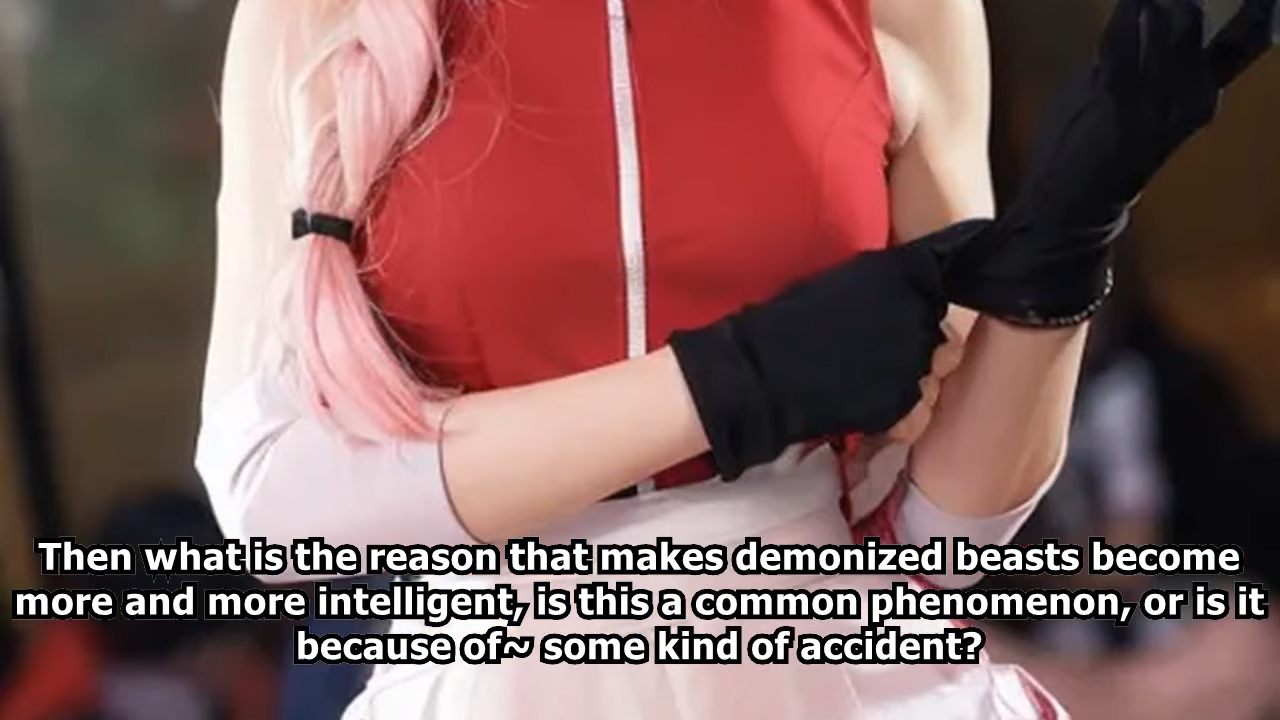 Then what is the reason that makes demonized beasts become
more and more intelligent, is this a common phenomenon, or is it
because of~ some kind of accident?